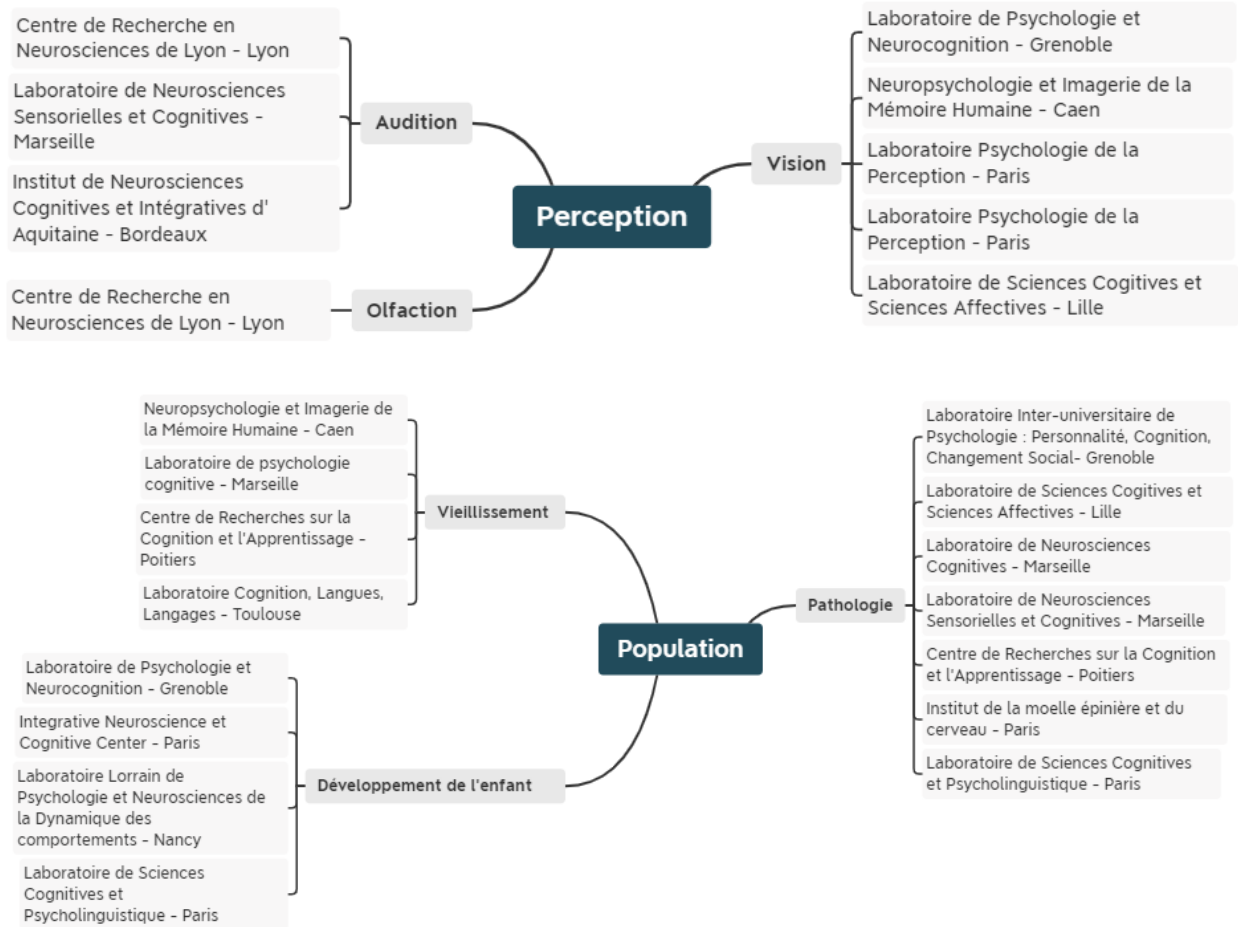 Perception
Audition
Centre de Recherche en
Neurosciences de Lyon - Lyon
Laboratoire de Neurosciences
Sensorielles et Cognitives -
Marseille
Institut de Neurosciences
Cognitives et Intégratives d'
Aquitaine - Bordeaux
Olfaction
Centre de Recherche en
Neurosciences de Lyon - Lyon
Vision
Laboratoire de Psychologie et
Neurocognition - Grenoble
Neuropsychologie et Imagerie de la
Mémoire Humaine - Caen
Laboratoire Psychologie de la
Perception - Paris
Laboratoire Psychologie de la
Perception - Paris
Laboratoire de Sciences Cogitives et
Sciences Affectives - Lille
Population
Vieillissement
Neuropsychologie et Imagerie de
la Mémoire Humaine - Caen
Laboratoire de psychologie
cognitive - Marseille
Centre de Recherches sur la
Cognition et l'Apprentissage -
Poitiers
Laboratoire Cognition, Langues,
Langages - Toulouse
Développement de l'enfant
Laboratoire de Psychologie et
Neurocognition - Grenoble
Integrative Neuroscience et
Cognitive Center - Paris
Laboratoire Lorrain de
Psychologie et Neurosciences de
la Dynamique des
comportements - Nancy
Laboratoire de Sciences
Cognitives et
Psycholinguistique - Paris
Pathologie
Laboratoire Inter-universitaire de
Psychologie : Personnalité, Cognition,
Changement Social- Grenoble
Laboratoire de Sciences Cogitives et
Sciences Affectives - Lille
Laboratoire de Neurosciences
Cognitives - Marseille
Laboratoire de Neurosciences
Sensorielles et Cognitives - Marseille
Centre de Recherches sur la Cognition
et l'Apprentissage - Poitiers
Institut de la moelle épinière et du
cerveau - Paris
Laboratoire de Sciences Cognitives
et Psycholinguistique - Paris